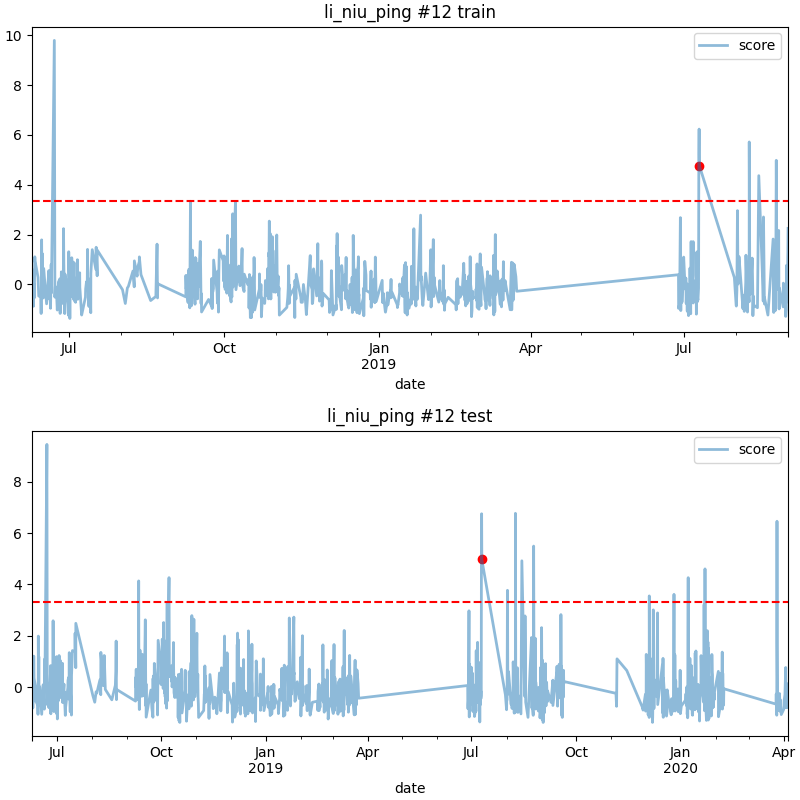 li_niu_ping #12 train
score
10
8
6
4
2
0
Jul Oct Jan Apr Jul
2019
date
li_niu_ping #12 test
score
8
6
4
2
0
Jul Oct Jan Apr Jul Oct Jan Apr
2019 2020
date